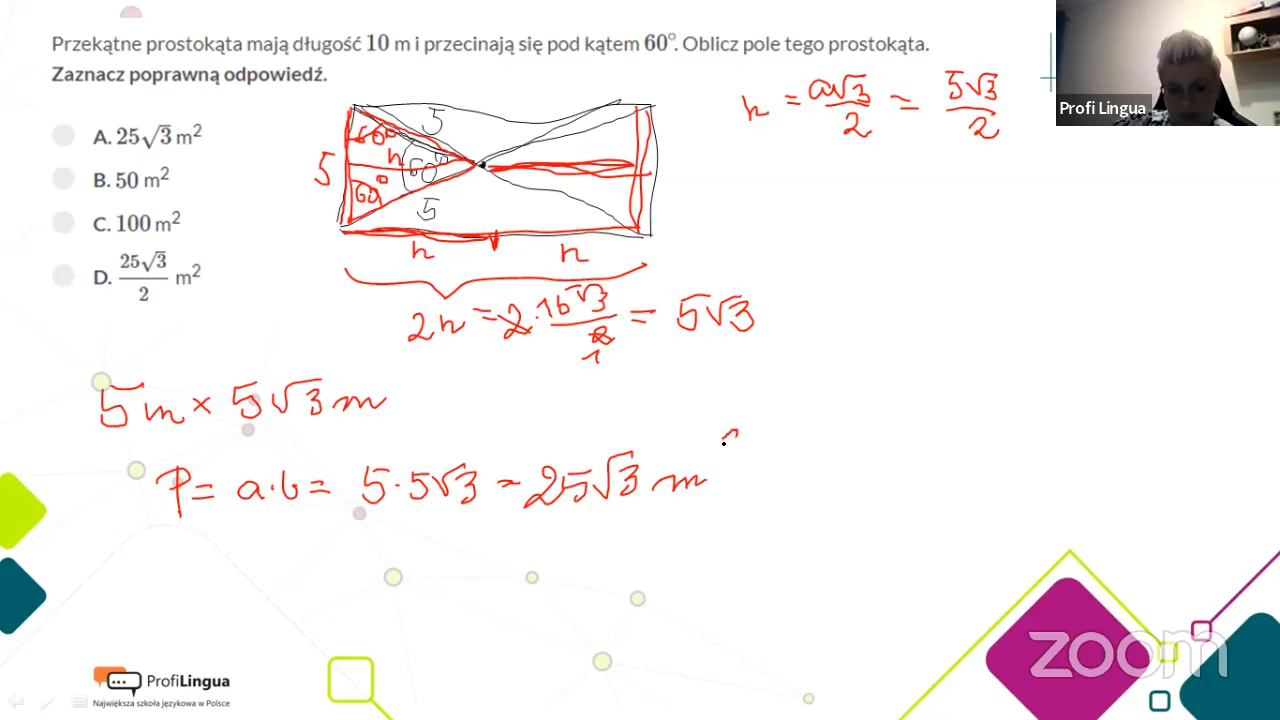 Przekątne prostokąta mają długość 10 m i przecinają się pod kątem 60°. Oblicz pole tego prostokąta.
Zaznacz poprawną odpowiedź.
A. 25√3 m²
B. 50 m²
C. 100 m²
D. 25√3/2 m²
Profi Lingua
h = a√3/2 = 5√3/2
5
60°
h
60°
60°
5
5
h
h
2h = 2 · 5√3/2 = 5√3
1
5 m × 5√3 m
P = a·b = 5·5√3 = 25√3 m
ProfiLingua
Największa szkoła językowa w Polsce
zoom